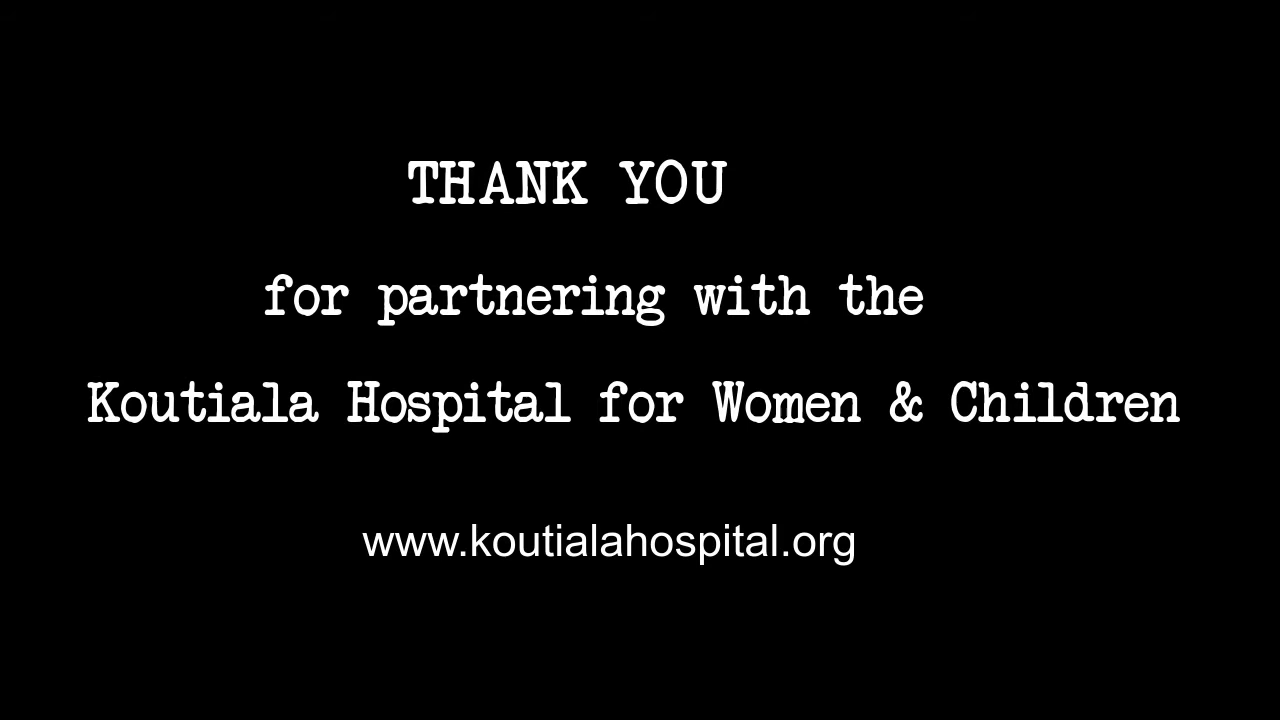 THANK YOU
for partnering with the
Koutiala Hospital for Women & Children
www.koutialahospital.org